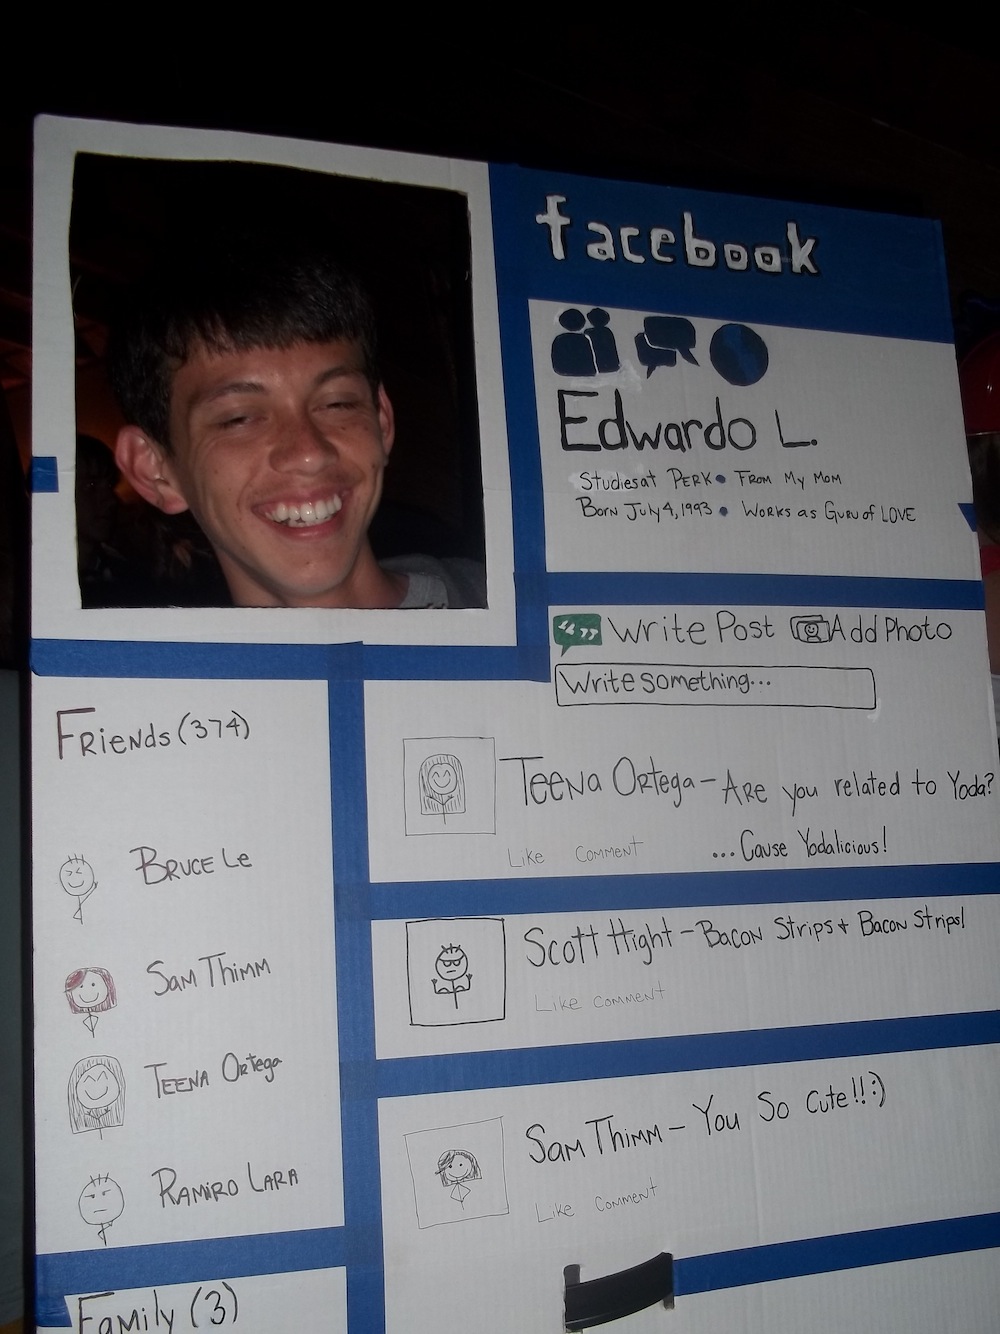 facebook
Edwardo L.
Studies at PERK • FROM My MOM
BORN July 4, 1993 • WORKS as GURU of LOVE
“ ” Write Post Add Photo
Write something...
TEENA ORtega - ARE you related to Yoda?
... Cause Yodalicious!
Like Comment
Scott Hight - BACON StRips + BACON StRips!
Like comment
SAM THIMM - You So Cute!! :)
Like Comment
FRIENDS (374)
BRUCE Le
SAM THIMM
TEENA ORtega
RAMIRO LARA
Family (3)